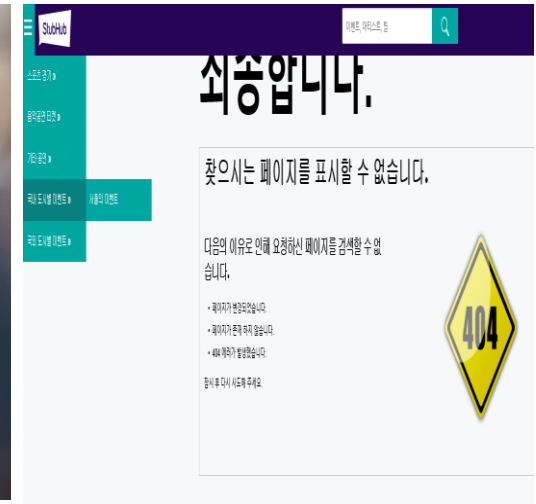 StubHub
이벤트, 아티스트, 팀
스포츠 경기 »
음악공연 티켓 »
기타 공연 »
국내 도시별 이벤트 »
서울의 이벤트
국외 도시별 이벤트 »
죄송합니다.
찾으시는 페이지를 표시할 수 없습니다.
다음의 이유로 인해 요청하신 페이지를 검색할 수 없
습니다.
• 페이지가 변경되었습니다.
• 페이지가 존재 하지 않습니다.
• 404 에러가 발생했습니다.
잠시 후 다시 시도해 주세요.
404